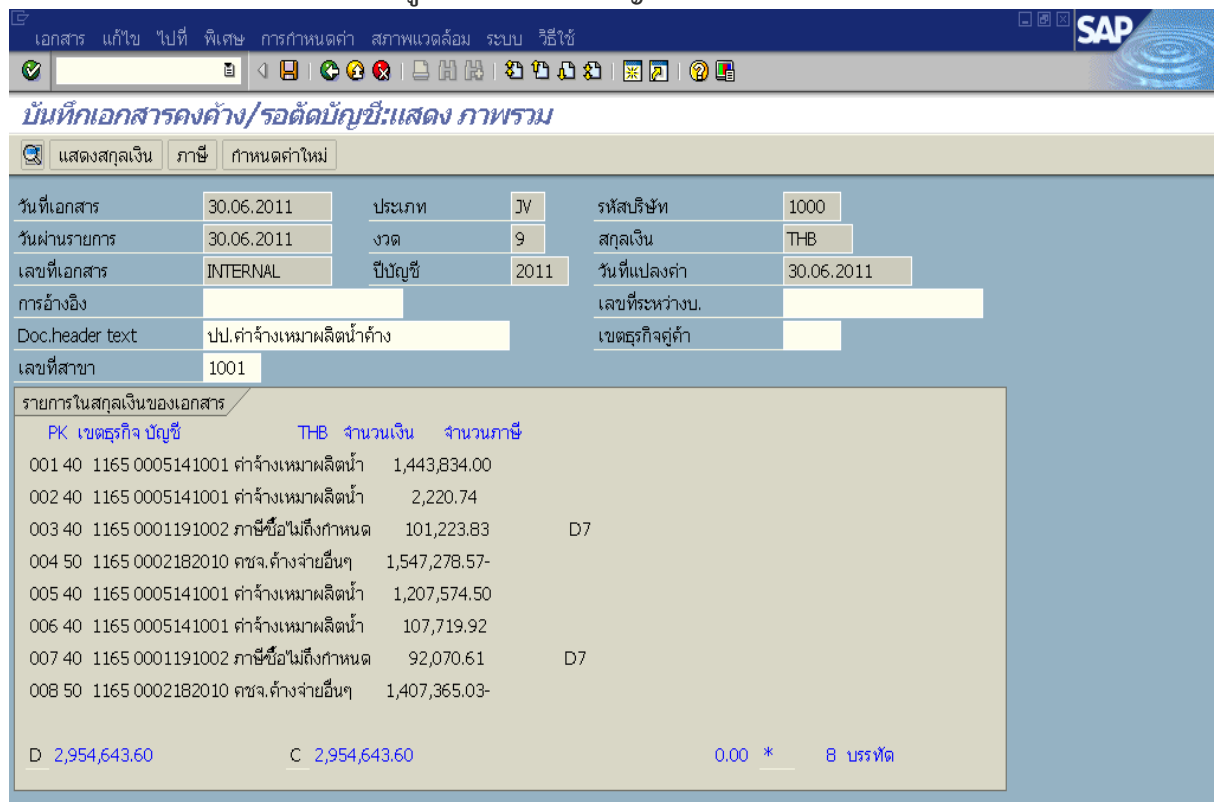 เอกสาร แก้ไข ไปที่ พิเศษ การกำหนดค่า สภาพแวดล้อม ระบบ วิธีใช้
SAP
บันทึกเอกสารคงค้าง/รอตัดบัญชี:แสดง ภาพรวม
แสดงสกุลเงิน ภาษี กำหนดค่าใหม่
วันที่เอกสาร 30.06.2011 ประเภท JV รหัสบริษัท 1000
วันผ่านรายการ 30.06.2011 งวด 9 สกุลเงิน THB
เลขที่เอกสาร INTERNAL ปีบัญชี 2011 วันที่แปลงค่า 30.06.2011
การอ้างอิง เลขที่ระหว่างบ.
Doc.header text ปป.ค่าจ้างเหมาผลิตน้ำค้าง เขตธุรกิจคู่ค้า
เลขที่สาขา 1001
รายการในสกุลเงินของเอกสาร
PK เขตธุรกิจ บัญชี THB จำนวนเงิน จำนวนภาษี
001 40 1165 0005141001 ค่าจ้างเหมาผลิตน้ำ 1,443,834.00
002 40 1165 0005141001 ค่าจ้างเหมาผลิตน้ำ 2,220.74
003 40 1165 0001191002 ภาษีซื้อไม่ถึงกำหนด 101,223.83 D7
004 50 1165 0002182010 คชจ.ค้างจ่ายอื่นๆ 1,547,278.57-
005 40 1165 0005141001 ค่าจ้างเหมาผลิตน้ำ 1,207,574.50
006 40 1165 0005141001 ค่าจ้างเหมาผลิตน้ำ 107,719.92
007 40 1165 0001191002 ภาษีซื้อไม่ถึงกำหนด 92,070.61 D7
008 50 1165 0002182010 คชจ.ค้างจ่ายอื่นๆ 1,407,365.03-
D 2,954,643.60 C 2,954,643.60 0.00 * 8 บรรทัด